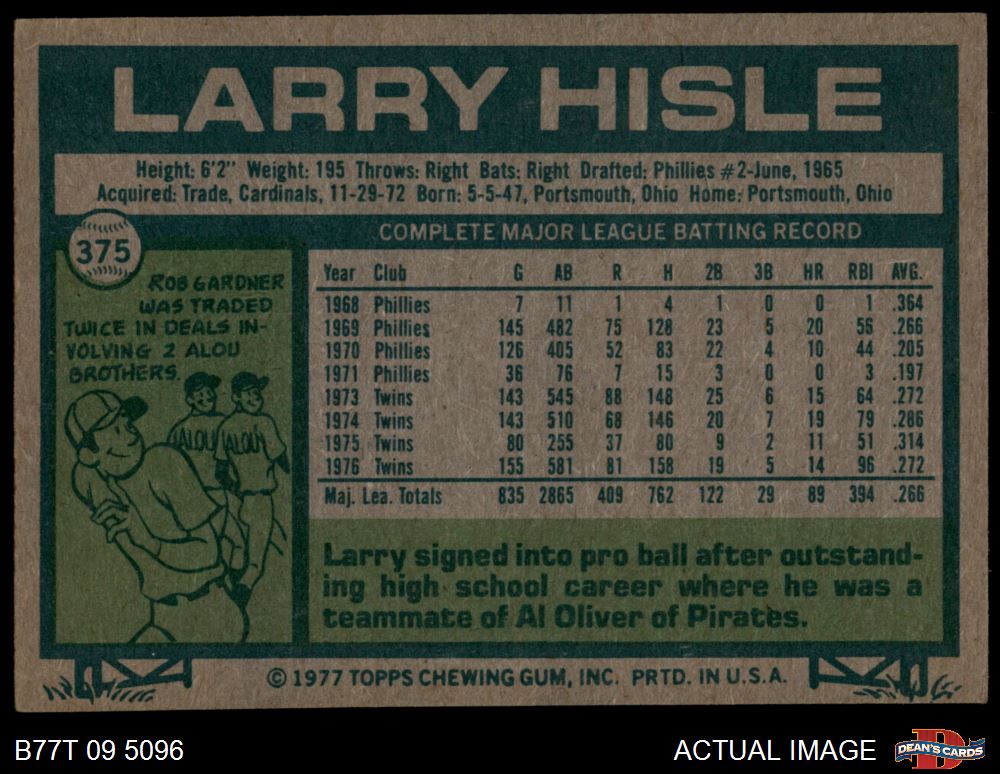 LARRY HISLE
Height: 6'2" Weight: 195 Throws: Right Bats: Right Drafted: Phillies #2-June, 1965
Acquired: Trade, Cardinals, 11-29-72 Born: 5-5-47, Portsmouth, Ohio Home: Portsmouth, Ohio
375
ROB GARDNER
WAS TRADED
TWICE IN DEALS IN-
VOLVING 2 ALOU
BROTHERS.
ALOU ALOU
COMPLETE MAJOR LEAGUE BATTING RECORD
Year Club G AB R H 2B 3B HR RBI AVG.
1968 Phillies 7 11 1 4 1 0 0 1 .364
1969 Phillies 145 482 75 128 23 5 20 56 .266
1970 Phillies 126 405 52 83 22 4 10 44 .205
1971 Phillies 36 76 7 15 3 0 0 3 .197
1973 Twins 143 545 88 148 25 6 15 64 .272
1974 Twins 143 510 68 146 20 7 19 79 .286
1975 Twins 80 255 37 80 9 2 11 51 .314
1976 Twins 155 581 81 158 19 5 14 96 .272
Maj. Lea. Totals 835 2865 409 762 122 29 89 394 .266
Larry signed into pro ball after outstand-
ing high school career where he was a
teammate of Al Oliver of Pirates.
© 1977 TOPPS CHEWING GUM, INC. PRTD. IN U.S.A.
B77T 09 5096
ACTUAL IMAGE
D
DEAN'S CARDS